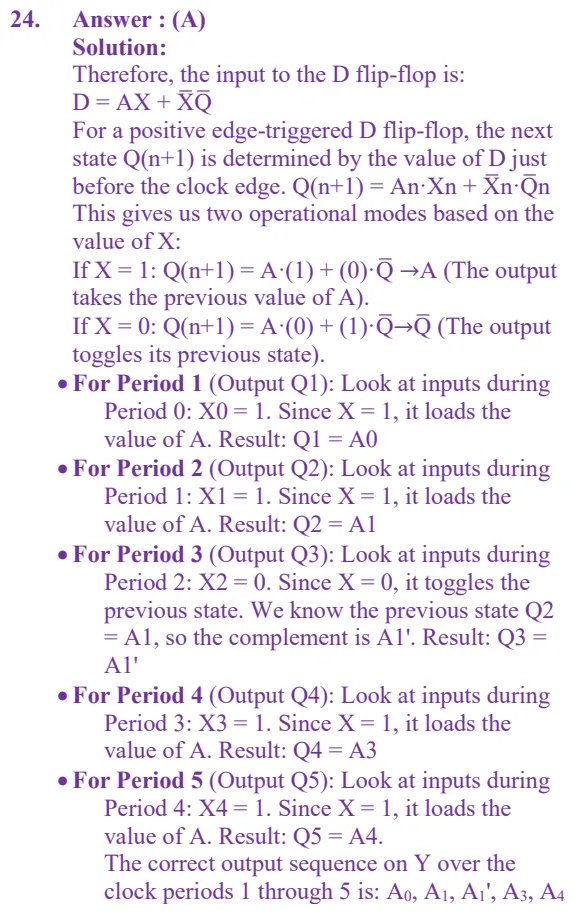 24. Answer : (A)
Solution:
Therefore, the input to the D flip-flop is:
D = AX + X̅Q̅
For a positive edge-triggered D flip-flop, the next
state Q(n+1) is determined by the value of D just
before the clock edge. Q(n+1) = An·Xn + X̅n·Q̅n
This gives us two operational modes based on the
value of X:
If X = 1: Q(n+1) = A·(1) + (0)·Q̅ →A (The output
takes the previous value of A).
If X = 0: Q(n+1) = A·(0) + (1)·Q̅→Q̅ (The output
toggles its previous state).
• For Period 1 (Output Q1): Look at inputs during
Period 0: X0 = 1. Since X = 1, it loads the
value of A. Result: Q1 = A0
• For Period 2 (Output Q2): Look at inputs during
Period 1: X1 = 1. Since X = 1, it loads the
value of A. Result: Q2 = A1
• For Period 3 (Output Q3): Look at inputs during
Period 2: X2 = 0. Since X = 0, it toggles the
previous state. We know the previous state Q2
= A1, so the complement is A1'. Result: Q3 =
A1'
• For Period 4 (Output Q4): Look at inputs during
Period 3: X3 = 1. Since X = 1, it loads the
value of A. Result: Q4 = A3
• For Period 5 (Output Q5): Look at inputs during
Period 4: X4 = 1. Since X = 1, it loads the
value of A. Result: Q5 = A4.
The correct output sequence on Y over the
clock periods 1 through 5 is: A₀, A₁, A₁', A₃, A₄